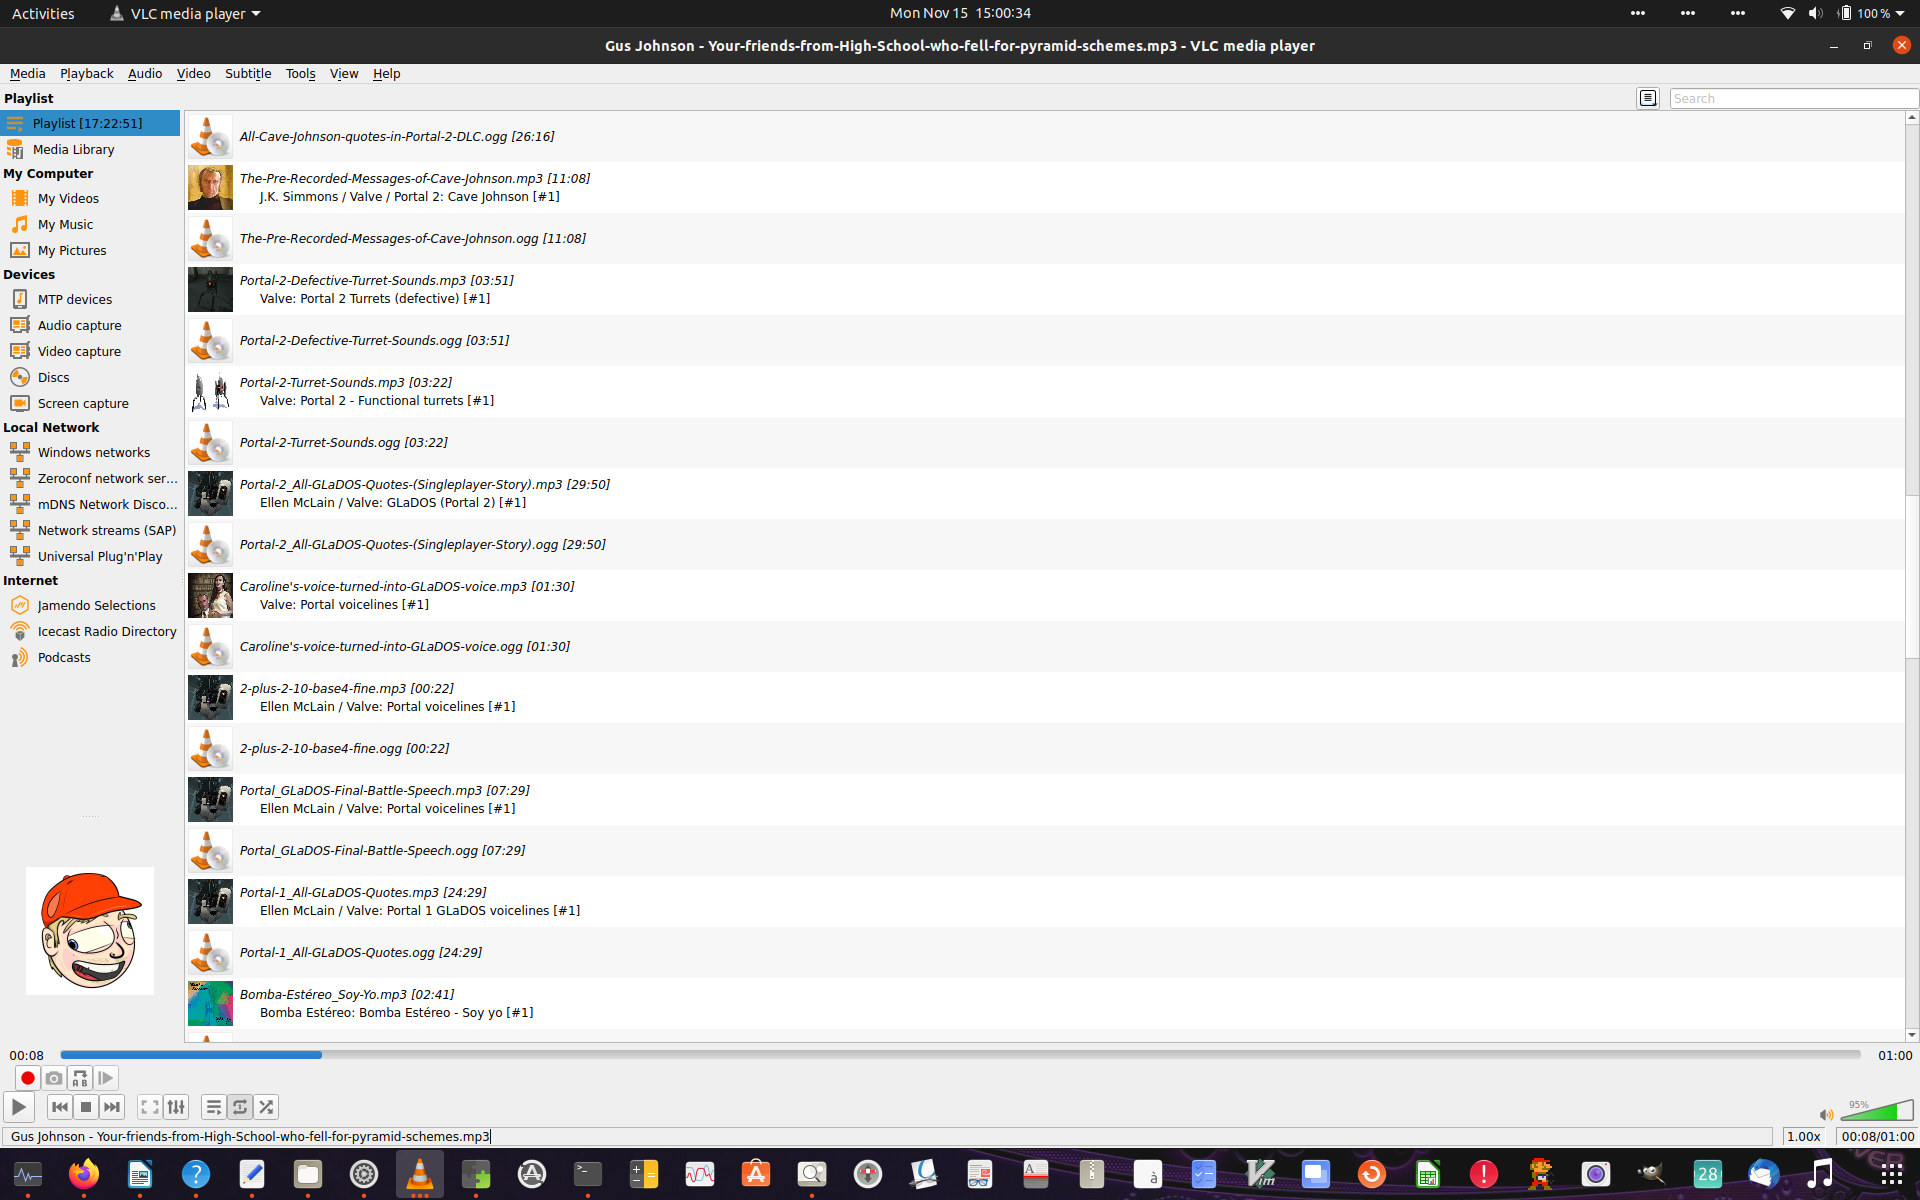 Activities
VLC media player
Mon Nov 15 15:00:34
100 %
Gus Johnson - Your-friends-from-High-School-who-fell-for-pyramid-schemes.mp3 - VLC media player
Media Playback Audio Video Subtitle Tools View Help
Playlist
Search
Playlist [17:22:51]
Media Library
My Computer
My Videos
My Music
My Pictures
Devices
MTP devices
Audio capture
Video capture
Discs
Screen capture
Local Network
Windows networks
Zeroconf network ser...
mDNS Network Disco...
Network streams (SAP)
Universal Plug'n'Play
Internet
Jamendo Selections
Icecast Radio Directory
Podcasts
All-Cave-Johnson-quotes-in-Portal-2-DLC.ogg [26:16]
The-Pre-Recorded-Messages-of-Cave-Johnson.mp3 [11:08]
J.K. Simmons / Valve / Portal 2: Cave Johnson [#1]
The-Pre-Recorded-Messages-of-Cave-Johnson.ogg [11:08]
Portal-2-Defective-Turret-Sounds.mp3 [03:51]
Valve: Portal 2 Turrets (defective) [#1]
Portal-2-Defective-Turret-Sounds.ogg [03:51]
Portal-2-Turret-Sounds.mp3 [03:22]
Valve: Portal 2 - Functional turrets [#1]
Portal-2-Turret-Sounds.ogg [03:22]
Portal-2_All-GLaDOS-Quotes-(Singleplayer-Story).mp3 [29:50]
Ellen McLain / Valve: GLaDOS (Portal 2) [#1]
Portal-2_All-GLaDOS-Quotes-(Singleplayer-Story).ogg [29:50]
Caroline's-voice-turned-into-GLaDOS-voice.mp3 [01:30]
Valve: Portal voicelines [#1]
Caroline's-voice-turned-into-GLaDOS-voice.ogg [01:30]
2-plus-2-10-base4-fine.mp3 [00:22]
Ellen McLain / Valve: Portal voicelines [#1]
2-plus-2-10-base4-fine.ogg [00:22]
Portal_GLaDOS-Final-Battle-Speech.mp3 [07:29]
Ellen McLain / Valve: Portal voicelines [#1]
Portal_GLaDOS-Final-Battle-Speech.ogg [07:29]
Portal-1_All-GLaDOS-Quotes.mp3 [24:29]
Ellen McLain / Valve: Portal 1 GLaDOS voicelines [#1]
Portal-1_All-GLaDOS-Quotes.ogg [24:29]
Bomba-Estéreo_Soy-Yo.mp3 [02:41]
Bomba Estéreo: Bomba Estéreo - Soy yo [#1]
00:08
01:00
A B
95%
Gus Johnson - Your-friends-from-High-School-who-fell-for-pyramid-schemes.mp3
1.00x
00:08/01:00
28